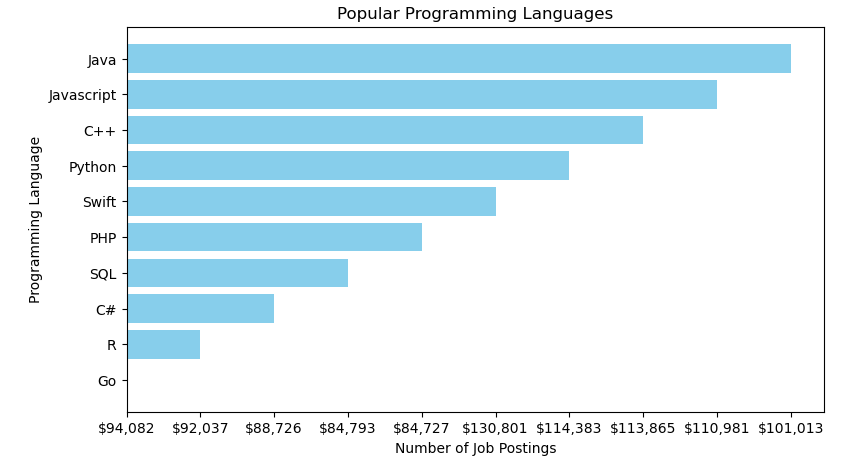 Popular Programming Languages
Programming Language
Java
Javascript
C++
Python
Swift
PHP
SQL
C#
R
Go
$94,082 $92,037 $88,726 $84,793 $84,727 $130,801 $114,383 $113,865 $110,981 $101,013
Number of Job Postings